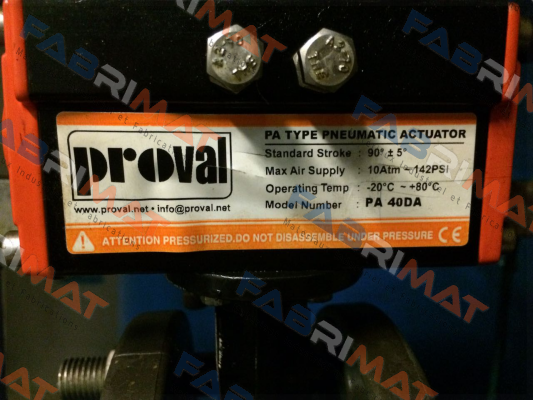 proval
PA TYPE PNEUMATIC ACTUATOR
Standard Stroke : 90° ± 5°
Max Air Supply : 10Atm ~ 142PSI
Operating Temp : -20°C ~ +80°C
Model Number : PA 40DA
www.proval.net • info@proval.net
ATTENTION PRESSURIZED.DO NOT DISASSEMBLE UNDER PRESSURE CE
FABRIMAT
FABRIMAT
FABRIMAT
FABRIMAT